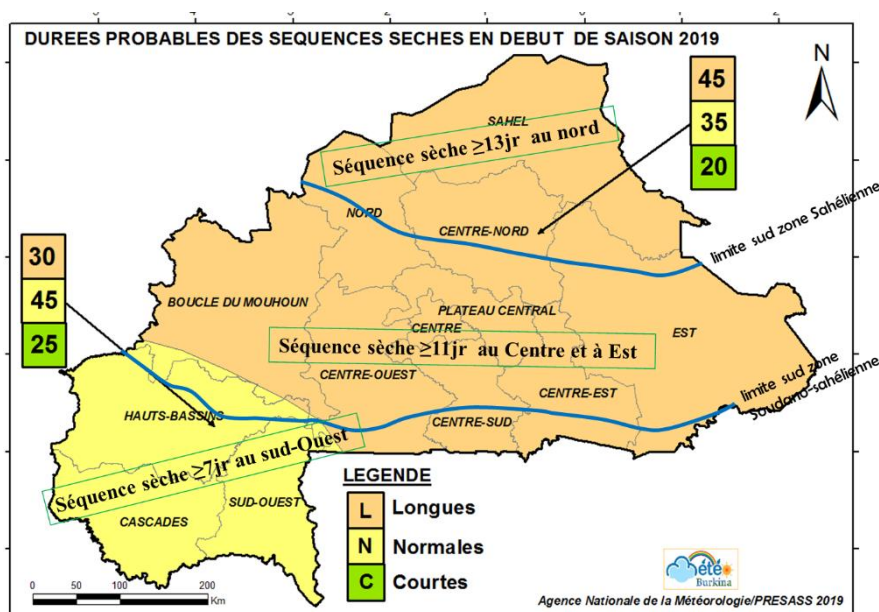 DUREES PROBABLES DES SEQUENCES SECHES EN DEBUT DE SAISON 2019
N
45
35
20
SAHEL
Séquence sèche ≥13jr au nord
NORD
CENTRE-NORD
limite sud zone Sahélienne
30
45
25
BOUCLE DU MOUHOUN
PLATEAU CENTRAL
CENTRE
EST
Séquence sèche ≥11jr au Centre et à Est
CENTRE-OUEST
CENTRE-EST
limite sud zone
Soudano-sahélienne
HAUTS-BASSINS
CENTRE-SUD
Séquence sèche ≥7jr au sud-Ouest
SUD-OUEST
CASCADES
LEGENDE
L Longues
N Normales
C Courtes
0 50 100 200
Km
Météo
Burkina
Agence Nationale de la Météorologie/PRESASS 2019